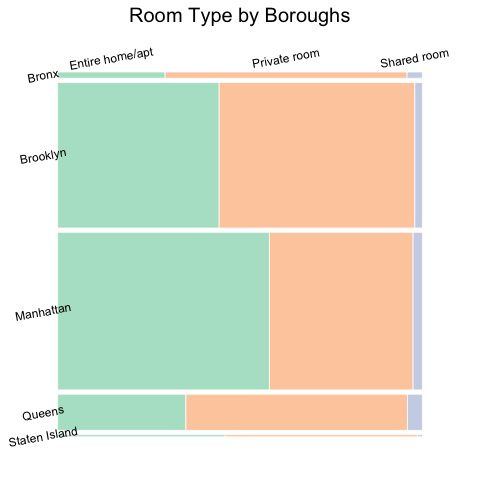 Room Type by Boroughs
Entire home/apt
Private room
Shared room
Bronx
Brooklyn
Manhattan
Queens
Staten Island